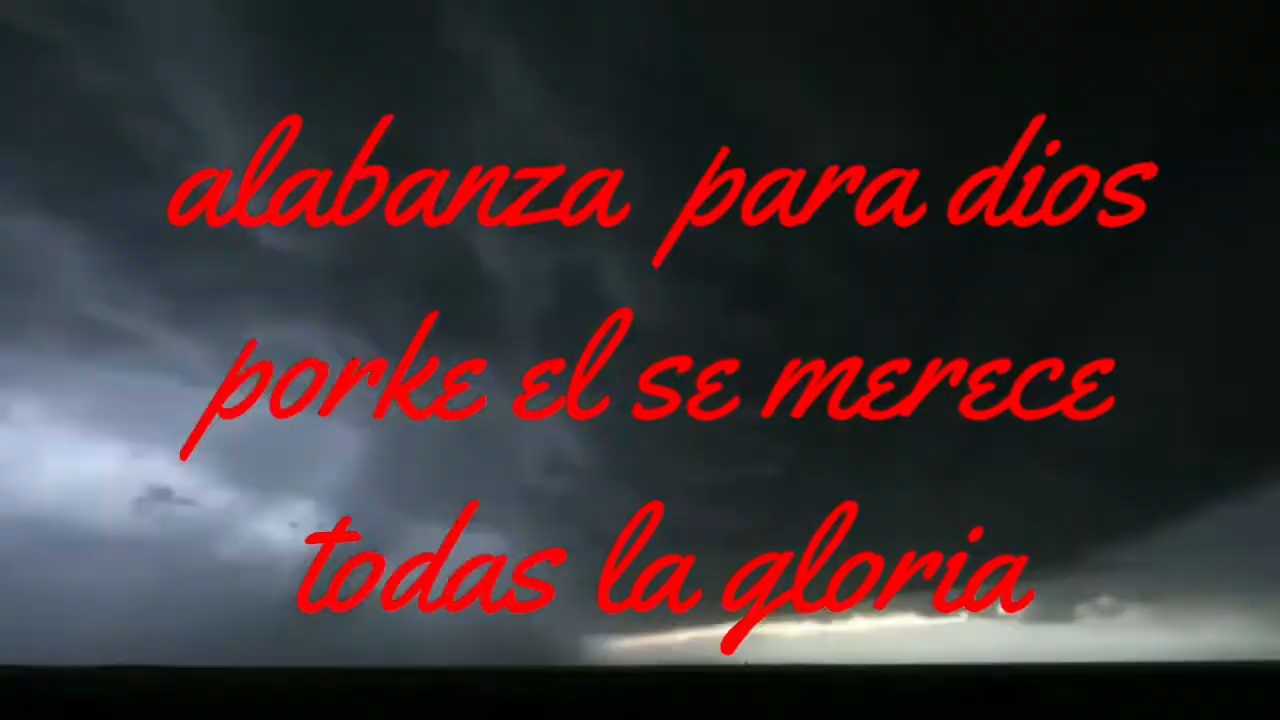 alabanza para dios
porke el se merece
todas la gloria